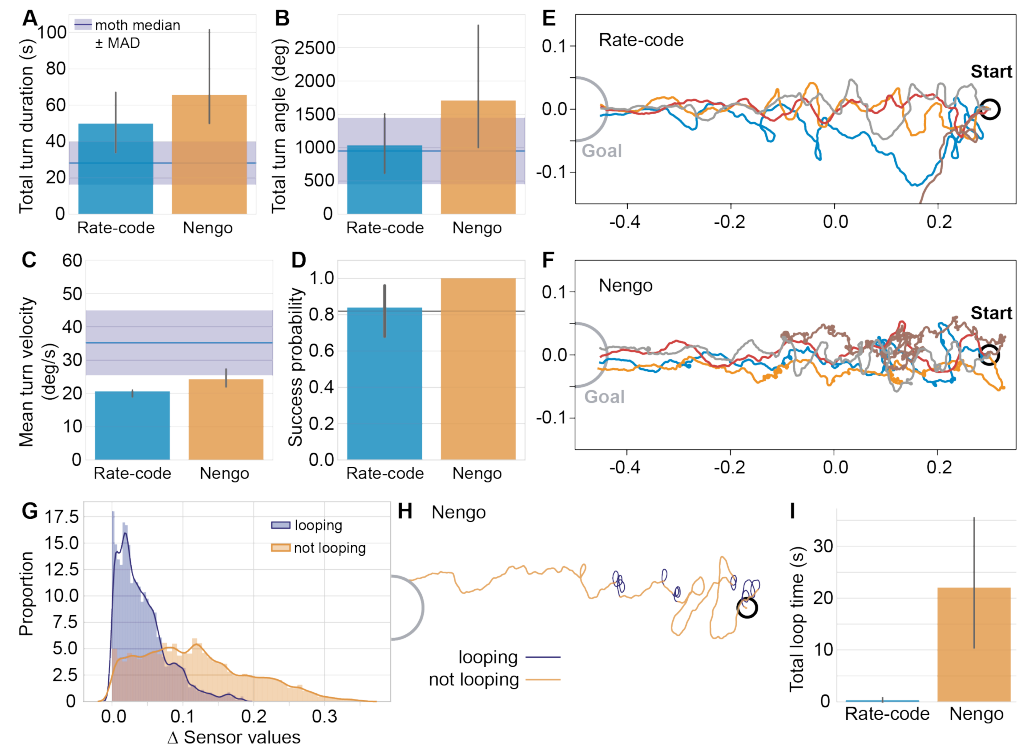 A
Total turn duration (s)
100
80
60
40
20
0
moth median
± MAD
Rate-code
Nengo
B
Total turn angle (deg)
2500
2000
1500
1000
500
0
Rate-code
Nengo
E
Rate-code
Start
Goal
0.1
0.0
-0.1
-0.4
-0.2
0.0
0.2
C
Mean turn velocity
(deg/s)
60
50
40
30
20
10
0
Rate-code
Nengo
D
Success probability
1.0
0.8
0.6
0.4
0.2
0.0
Rate-code
Nengo
F
Nengo
Start
Goal
0.1
0.0
-0.1
-0.4
-0.2
0.0
0.2
G
Proportion
17.5
15.0
12.5
10.0
7.5
5.0
2.5
0
looping
not looping
0.0
0.1
0.2
0.3
Δ Sensor values
H
Nengo
looping
not looping
I
Total loop time (s)
30
20
10
0
Rate-code
Nengo